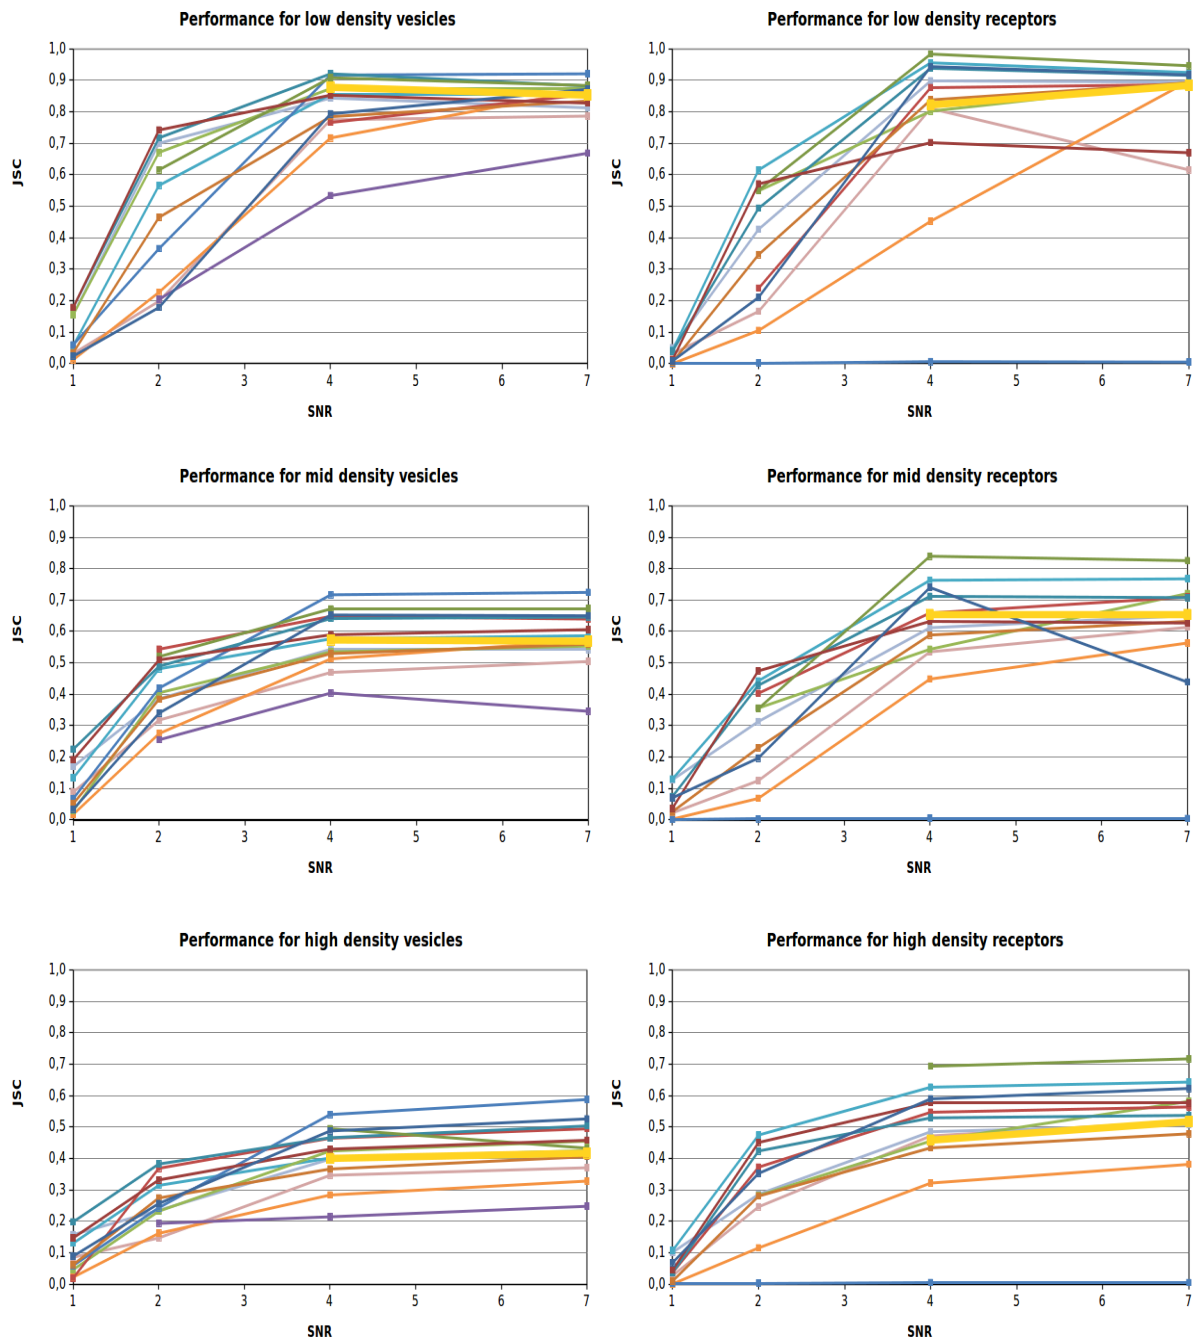 Performance for low density vesicles
1,0
0,9
0,8
0,7
0,6
0,5
0,4
0,3
0,2
0,1
0,0
JSC
1 2 3 4 5 6 7
SNR
Performance for low density receptors
1,0
0,9
0,8
0,7
0,6
0,5
0,4
0,3
0,2
0,1
0,0
JSC
1 2 3 4 5 6 7
SNR
Performance for mid density vesicles
1,0
0,9
0,8
0,7
0,6
0,5
0,4
0,3
0,2
0,1
0,0
JSC
1 2 3 4 5 6 7
SNR
Performance for mid density receptors
1,0
0,9
0,8
0,7
0,6
0,5
0,4
0,3
0,2
0,1
0,0
JSC
1 2 3 4 5 6 7
SNR
Performance for high density vesicles
1,0
0,9
0,8
0,7
0,6
0,5
0,4
0,3
0,2
0,1
0,0
JSC
1 2 3 4 5 6 7
SNR
Performance for high density receptors
1,0
0,9
0,8
0,7
0,6
0,5
0,4
0,3
0,2
0,1
0,0
JSC
1 2 3 4 5 6 7
SNR